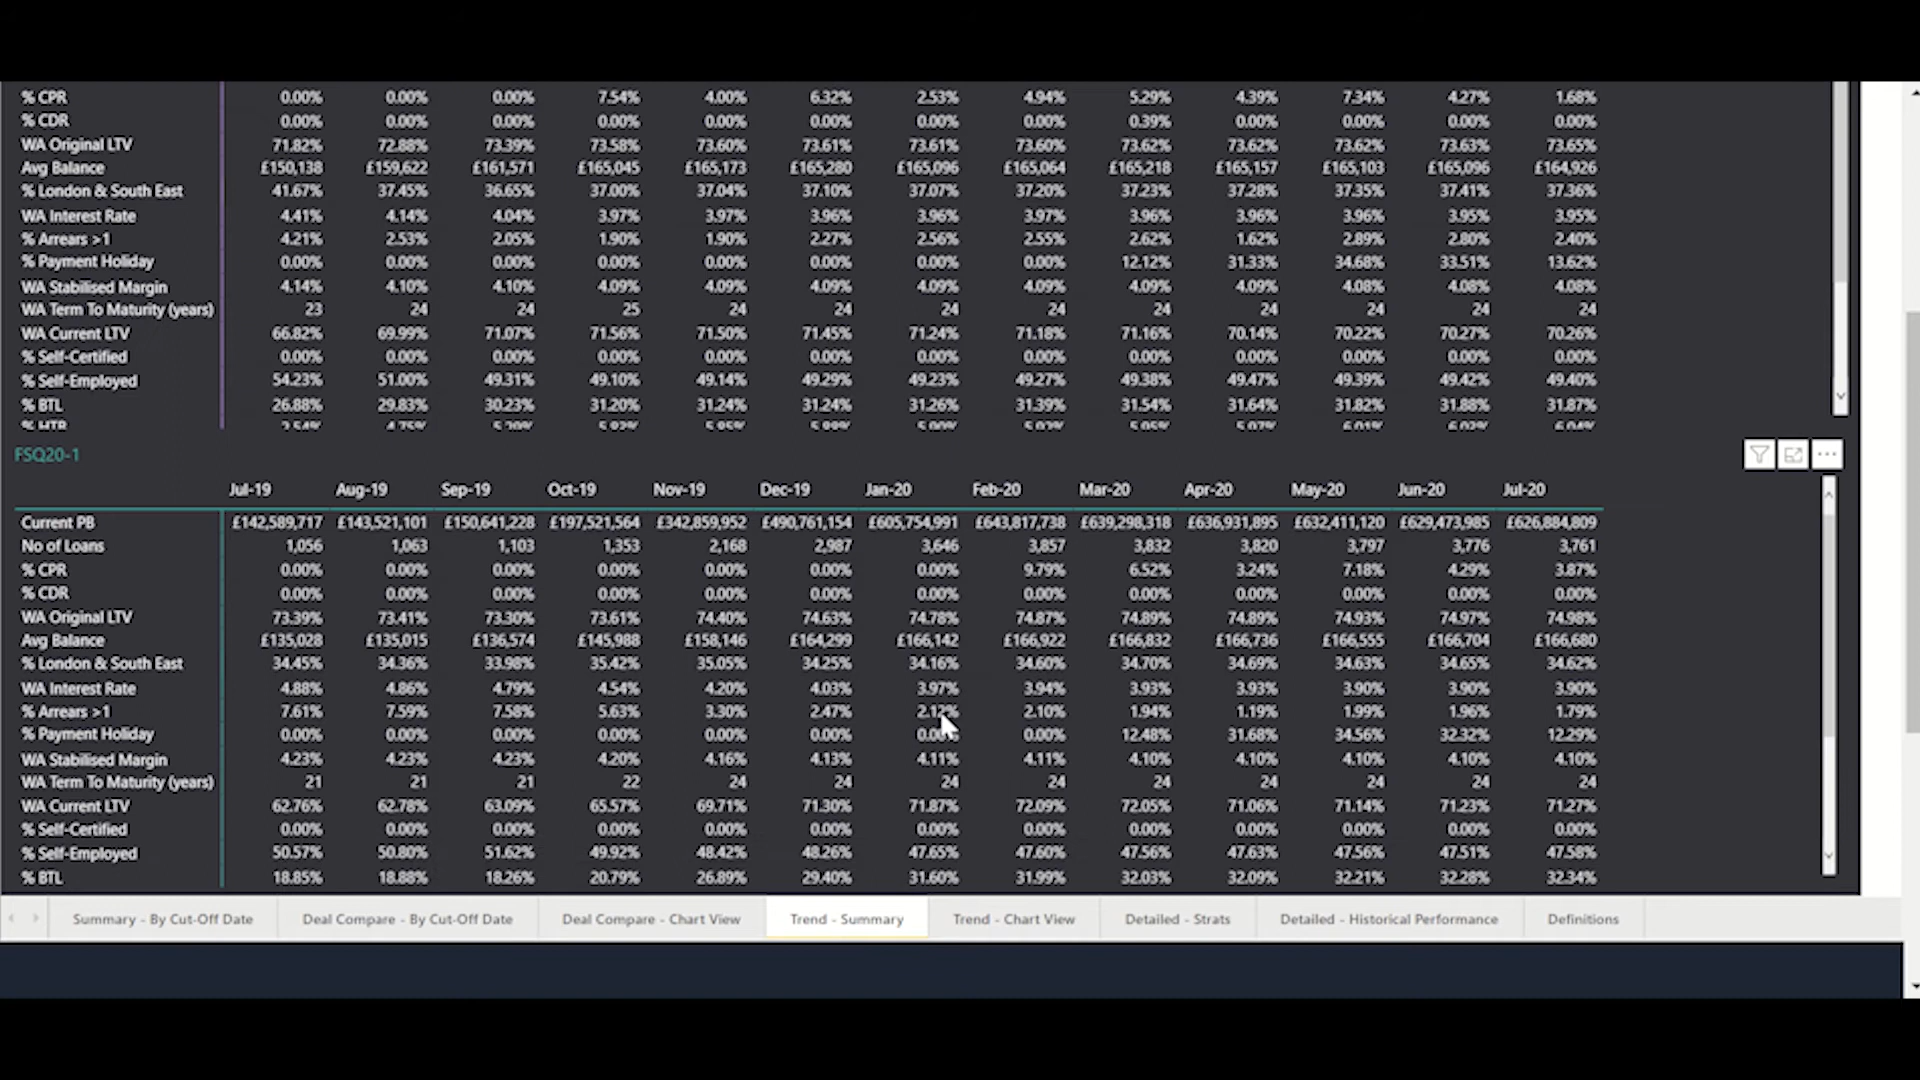 % CPR 0.00% 0.00% 0.00% 7.54% 4.00% 6.32% 2.53% 4.94% 5.29% 4.39% 7.34% 4.27% 1.68%
% CDR 0.00% 0.00% 0.00% 0.00% 0.00% 0.00% 0.00% 0.00% 0.39% 0.00% 0.00% 0.00% 0.00%
WA Original LTV 71.82% 72.88% 73.39% 73.58% 73.60% 73.61% 73.61% 73.60% 73.62% 73.62% 73.62% 73.63% 73.65%
Avg Balance £150,138 £159,622 £161,571 £165,045 £165,173 £165,280 £165,096 £165,064 £165,218 £165,157 £165,103 £165,096 £164,926
% London & South East 41.67% 37.45% 36.65% 37.00% 37.04% 37.10% 37.07% 37.20% 37.23% 37.28% 37.35% 37.41% 37.36%
WA Interest Rate 4.41% 4.14% 4.04% 3.97% 3.97% 3.96% 3.96% 3.97% 3.96% 3.96% 3.96% 3.95% 3.95%
% Arrears >1 4.21% 2.53% 2.05% 1.90% 1.90% 2.27% 2.56% 2.55% 2.62% 1.62% 2.89% 2.80% 2.40%
% Payment Holiday 0.00% 0.00% 0.00% 0.00% 0.00% 0.00% 0.00% 0.00% 12.12% 31.33% 34.68% 33.51% 13.62%
WA Stabilised Margin 4.14% 4.10% 4.10% 4.09% 4.09% 4.09% 4.09% 4.09% 4.09% 4.09% 4.08% 4.08% 4.08%
WA Term To Maturity (years) 23 24 24 25 24 24 24 24 24 24 24 24 24
WA Current LTV 66.82% 69.99% 71.07% 71.56% 71.50% 71.45% 71.24% 71.18% 71.16% 70.14% 70.22% 70.27% 70.26%
% Self-Certified 0.00% 0.00% 0.00% 0.00% 0.00% 0.00% 0.00% 0.00% 0.00% 0.00% 0.00% 0.00% 0.00%
% Self-Employed 54.23% 51.00% 49.31% 49.10% 49.14% 49.29% 49.23% 49.27% 49.38% 49.47% 49.39% 49.42% 49.40%
% BTL 26.88% 29.83% 30.23% 31.20% 31.24% 31.24% 31.26% 31.39% 31.54% 31.64% 31.82% 31.88% 31.87%
FSQ20-1
Jul-19 Aug-19 Sep-19 Oct-19 Nov-19 Dec-19 Jan-20 Feb-20 Mar-20 Apr-20 May-20 Jun-20 Jul-20
Current PB £142,589,717 £143,521,101 £150,641,228 £197,521,564 £342,859,952 £490,761,154 £605,754,991 £643,817,738 £639,298,318 £636,931,895 £632,411,120 £629,473,985 £626,884,809
No of Loans 1,056 1,063 1,103 1,353 2,168 2,987 3,646 3,857 3,832 3,820 3,797 3,776 3,761
% CPR 0.00% 0.00% 0.00% 0.00% 0.00% 0.00% 0.00% 9.79% 6.52% 3.24% 7.18% 4.29% 3.87%
% CDR 0.00% 0.00% 0.00% 0.00% 0.00% 0.00% 0.00% 0.00% 0.00% 0.00% 0.00% 0.00% 0.00%
WA Original LTV 73.39% 73.41% 73.30% 73.61% 74.40% 74.63% 74.78% 74.87% 74.89% 74.89% 74.93% 74.97% 74.98%
Avg Balance £135,028 £135,015 £136,574 £145,988 £158,146 £164,299 £166,142 £166,922 £166,832 £166,736 £166,555 £166,704 £166,680
% London & South East 34.45% 34.36% 33.98% 35.42% 35.05% 34.25% 34.16% 34.60% 34.70% 34.69% 34.63% 34.65% 34.62%
WA Interest Rate 4.88% 4.86% 4.79% 4.54% 4.20% 4.03% 3.97% 3.94% 3.93% 3.93% 3.90% 3.90% 3.90%
% Arrears >1 7.61% 7.59% 7.58% 5.63% 3.30% 2.47% 2.12% 2.10% 1.94% 1.19% 1.99% 1.96% 1.79%
% Payment Holiday 0.00% 0.00% 0.00% 0.00% 0.00% 0.00% 0.00% 0.00% 12.48% 31.68% 34.56% 32.32% 12.29%
WA Stabilised Margin 4.23% 4.23% 4.23% 4.20% 4.16% 4.13% 4.11% 4.11% 4.10% 4.10% 4.10% 4.10% 4.10%
WA Term To Maturity (years) 21 21 21 22 24 24 24 24 24 24 24 24 24
WA Current LTV 62.76% 62.78% 63.09% 65.57% 69.71% 71.30% 71.87% 72.09% 72.05% 71.06% 71.14% 71.23% 71.27%
% Self-Certified 0.00% 0.00% 0.00% 0.00% 0.00% 0.00% 0.00% 0.00% 0.00% 0.00% 0.00% 0.00% 0.00%
% Self-Employed 50.57% 50.80% 51.62% 49.92% 48.42% 48.26% 47.65% 47.60% 47.56% 47.63% 47.56% 47.51% 47.58%
% BTL 18.85% 18.88% 18.26% 20.79% 26.89% 29.40% 31.60% 31.99% 32.03% 32.09% 32.21% 32.28% 32.34%
Summary - By Cut-Off Date Deal Compare - By Cut-Off Date Deal Compare - Chart View Trend - Summary Trend - Chart View Detailed - Strats Detailed - Historical Performance Definitions